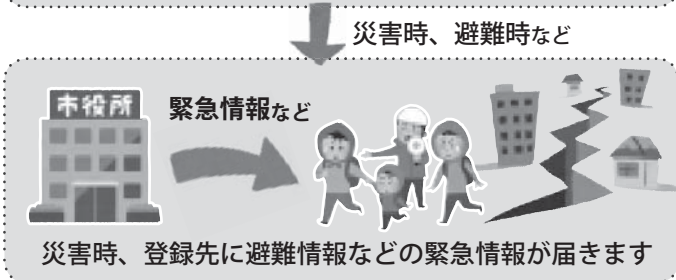 災害時、避難時など
市役所
緊急情報など
災害時、登録先に避難情報などの緊急情報が届きます